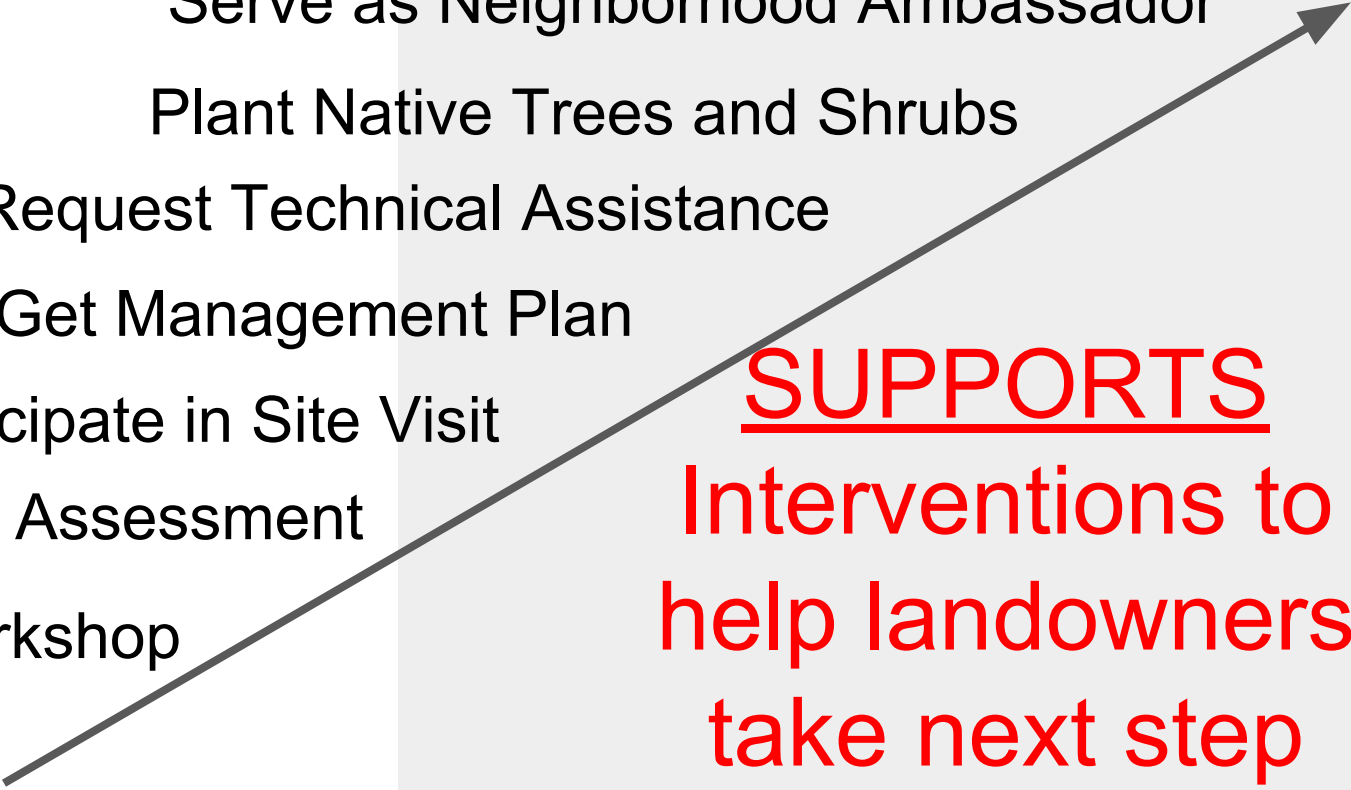 Serve as Neighborhood Ambassador
Plant Native Trees and Shrubs
Request Technical Assistance
Get Management Plan
cipate in Site Visit
Assessment
rkshop
SUPPORTS
Interventions to
help landowners
take next step